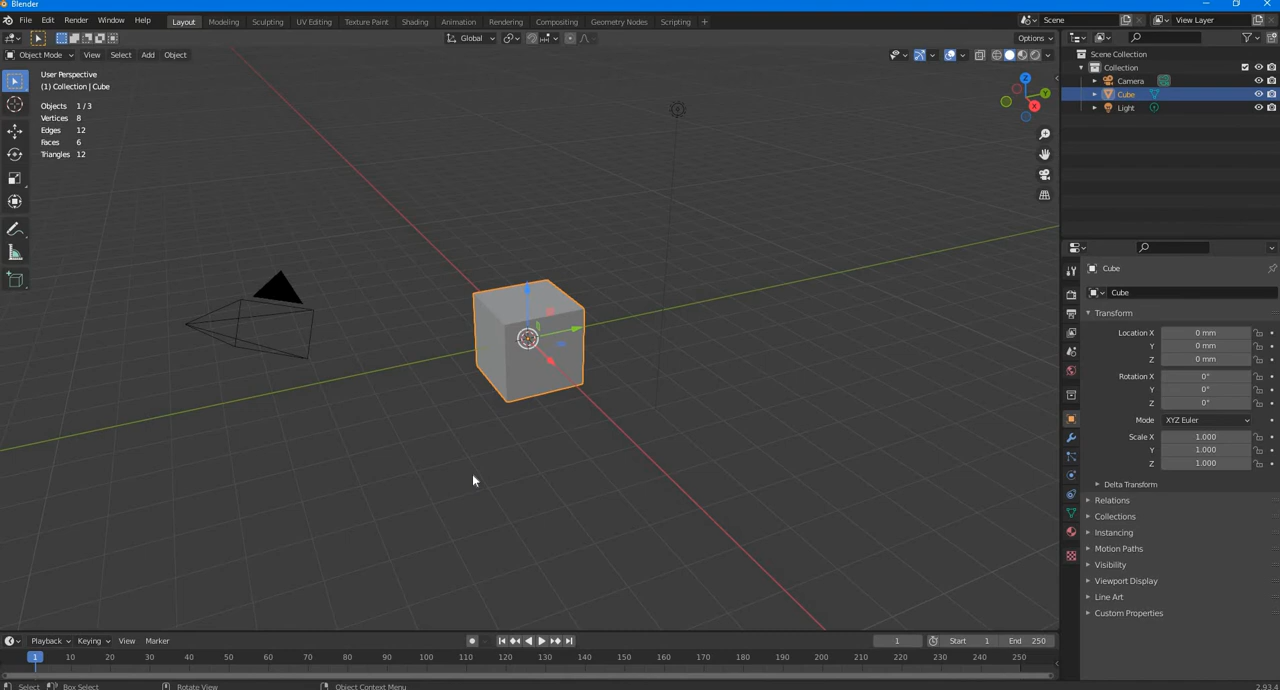 Blender
File Edit Render Window Help Layout Modeling Sculpting UV Editing Texture Paint Shading Animation Rendering Compositing Geometry Nodes Scripting + Scene View Layer
Global Options
Object Mode View Select Add Object
User Perspective
(1) Collection | Cube
Objects 1 / 3
Vertices 8
Edges 12
Faces 6
Triangles 12
Z
Y
X
Scene Collection
Collection
Camera
Cube
Light
Cube
Cube
Transform
Location X 0 mm
Y 0 mm
Z 0 mm
Rotation X 0°
Y 0°
Z 0°
Mode XYZ Euler
Scale X 1.000
Y 1.000
Z 1.000
Delta Transform
Relations
Collections
Instancing
Motion Paths
Visibility
Viewport Display
Line Art
Custom Properties
Playback Keying View Marker 1 Start 1 End 250
1 10 20 30 40 50 60 70 80 90 100 110 120 130 140 150 160 170 180 190 200 210 220 230 240 250
Select Box Select Rotate View Object Context Menu 2.93.4